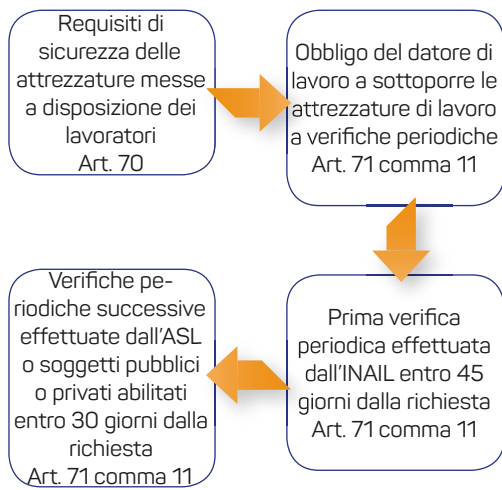 Requisiti di
sicurezza delle
attrezzature messe
a disposizione dei
lavoratori
Art. 70
Obbligo del datore di
lavoro a sottoporre le
attrezzature di lavoro
a verifiche periodiche
Art. 71 comma 11
Prima verifica
periodica effettuata
dall'INAIL entro 45
giorni dalla richiesta
Art. 71 comma 11
Verifiche pe-
riodiche successive
effettuate dall'ASL
o soggetti pubblici
o privati abilitati
entro 30 giorni dalla
richiesta
Art. 71 comma 11